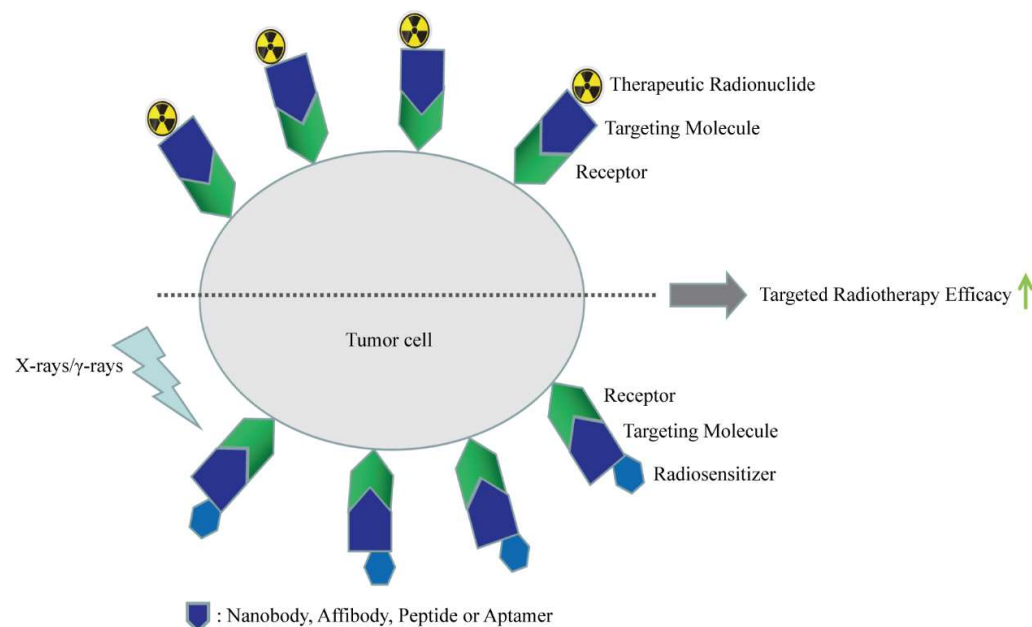 Therapeutic Radionuclide
Targeting Molecule
Receptor
Targeted Radiotherapy Efficacy
Tumor cell
X-rays/γ-rays
Receptor
Targeting Molecule
Radiosensitizer
: Nanobody, Affibody, Peptide or Aptamer